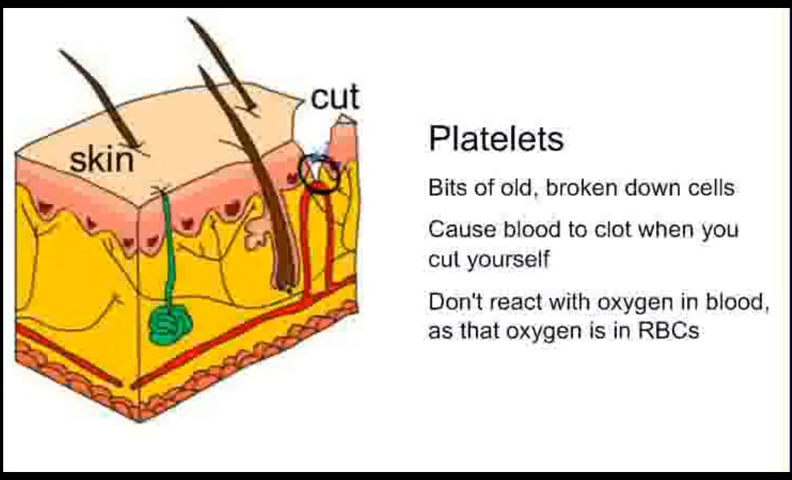 cut
skin
Platelets
Bits of old, broken down cells
Cause blood to clot when you
cut yourself
Don't react with oxygen in blood,
as that oxygen is in RBCs